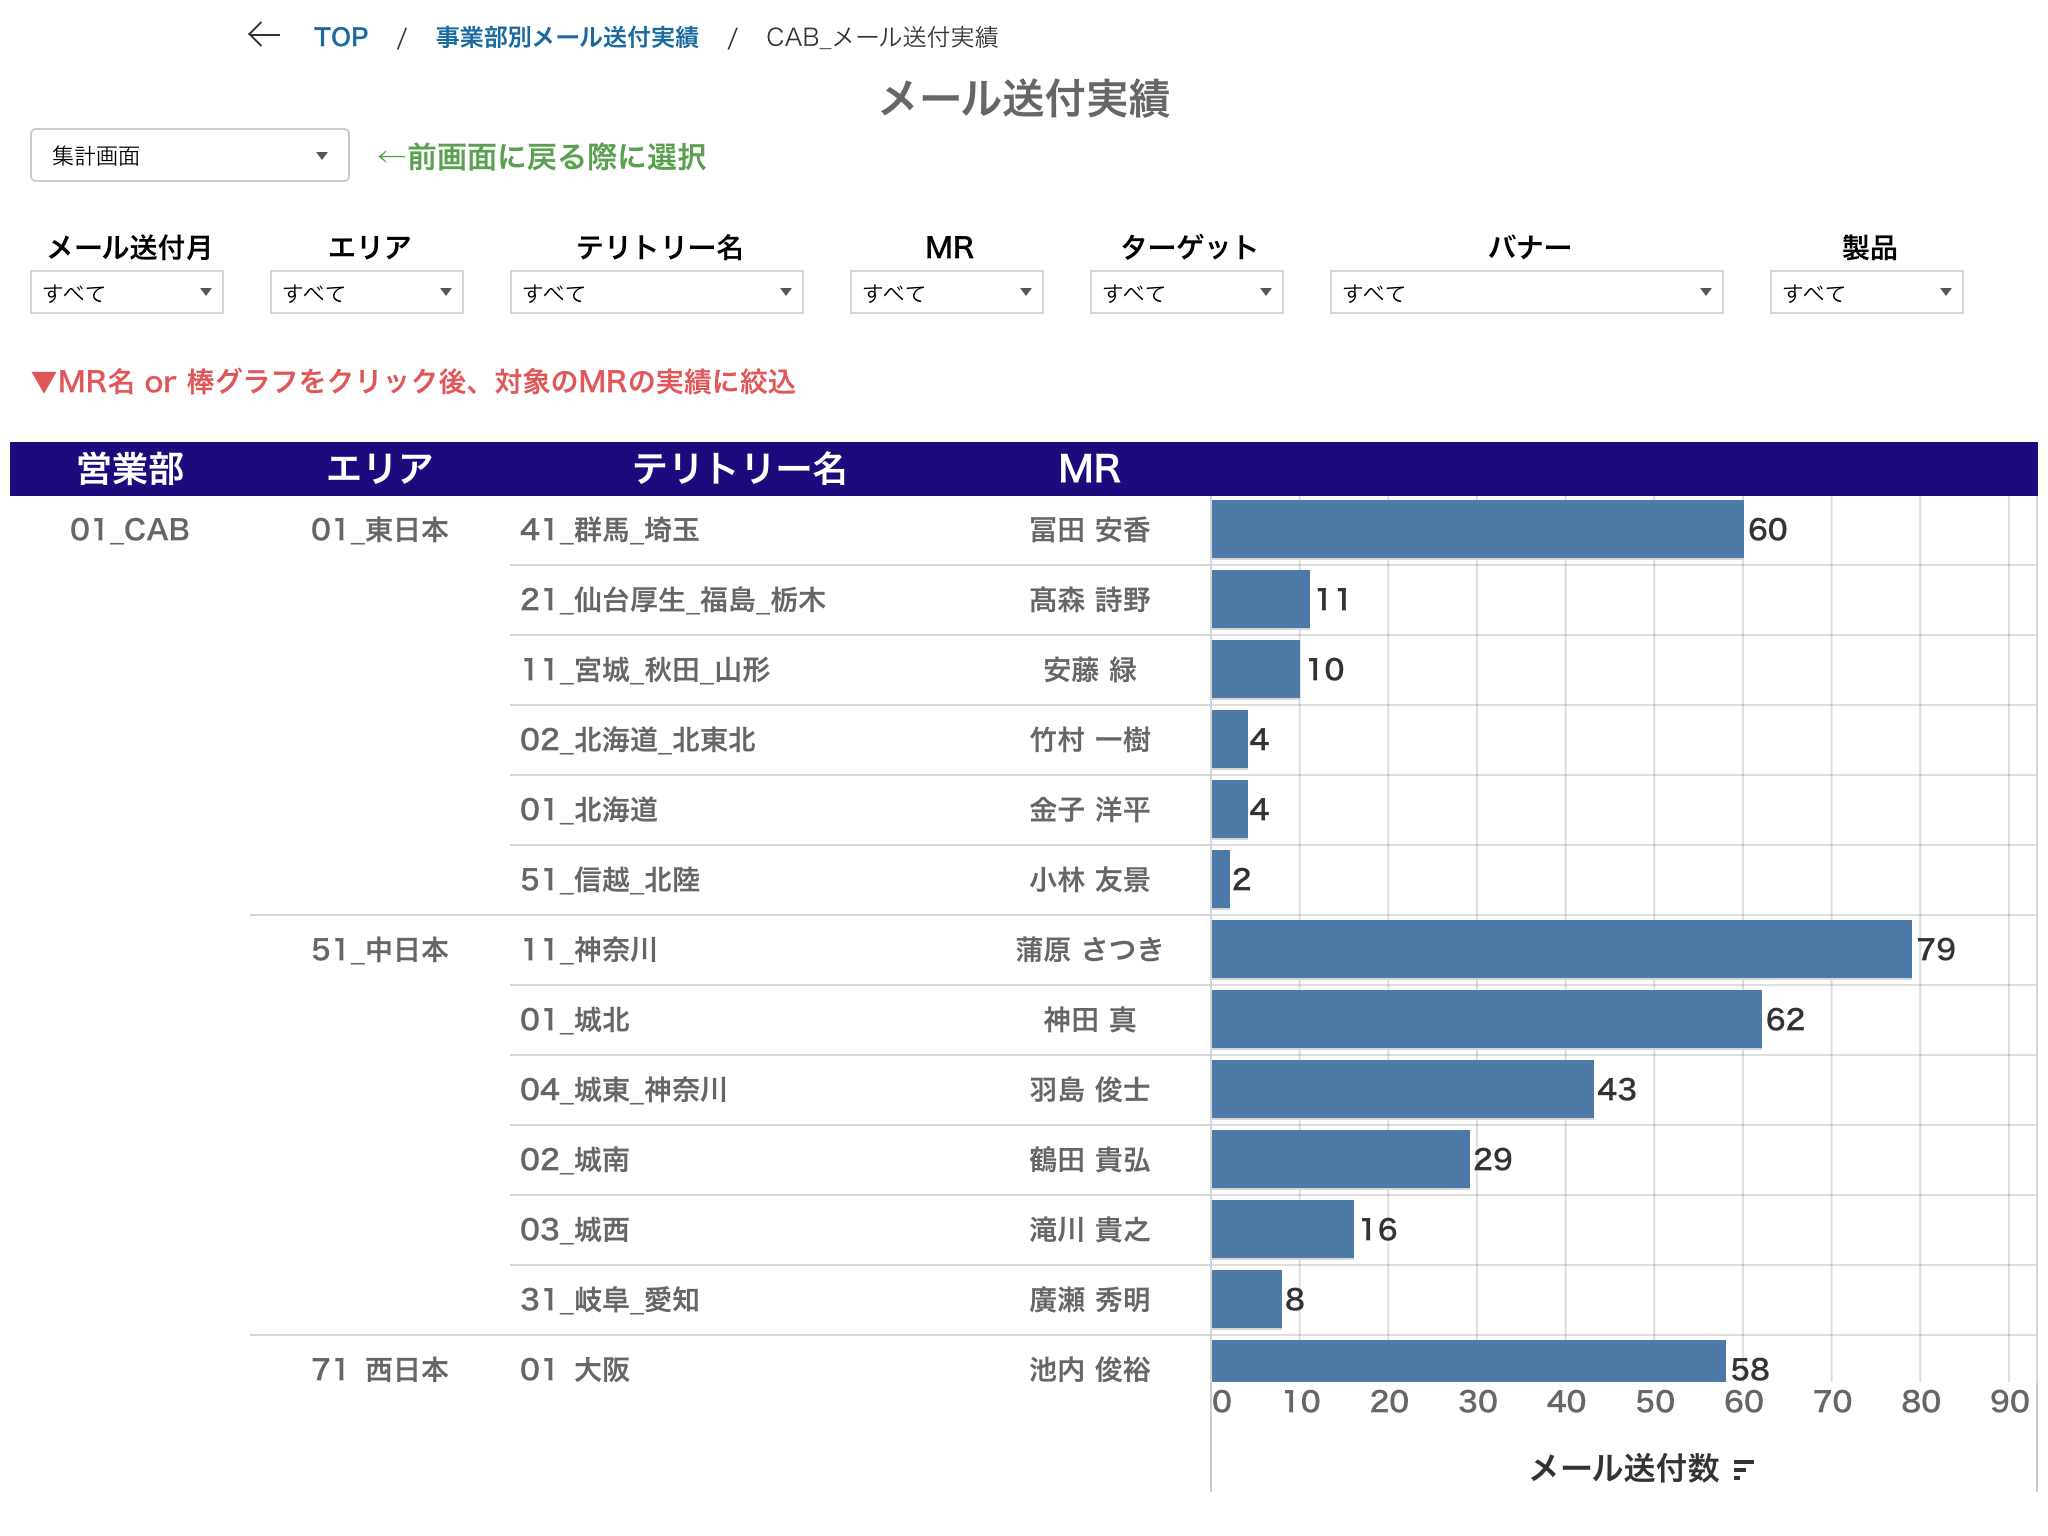 ← TOP / 事業部別メール送付実績 / CAB_メール送付実績
メール送付実績
集計画面 ←前画面に戻る際に選択
メール送付月 エリア テリトリー名 MR ターゲット バナー 製品
すべて すべて すべて すべて すべて すべて すべて
▼MR名 or 棒グラフをクリック後、対象のMRの実績に絞込
営業部 エリア テリトリー名 MR
01_CAB 01_東日本 41_群馬_埼玉 冨田 安香 60
21_仙台厚生_福島_栃木 髙森 詩野 11
11_宮城_秋田_山形 安藤 緑 10
02_北海道_北東北 竹村 一樹 4
01_北海道 金子 洋平 4
51_信越_北陸 小林 友景 2
51_中日本 11_神奈川 蒲原 さつき 79
01_城北 神田 真 62
04_城東_神奈川 羽島 俊士 43
02_城南 鶴田 貴弘 29
03_城西 滝川 貴之 16
31_岐阜_愛知 廣瀬 秀明 8
71 西日本 01 大阪 池内 俊裕 58
0 10 20 30 40 50 60 70 80 90
メール送付数